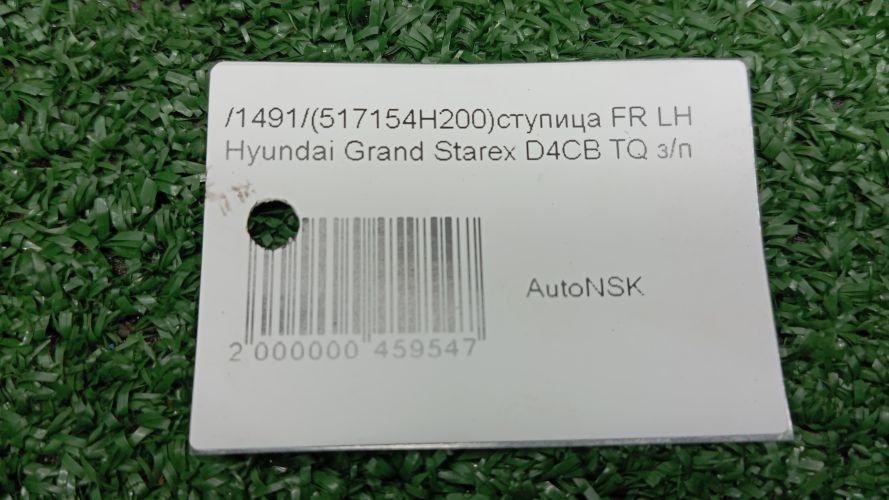 /1491/(517154H200)ступица FR LH
Hyundai Grand Starex D4CB TQ з/п
AutoNSK
2 000000 459547